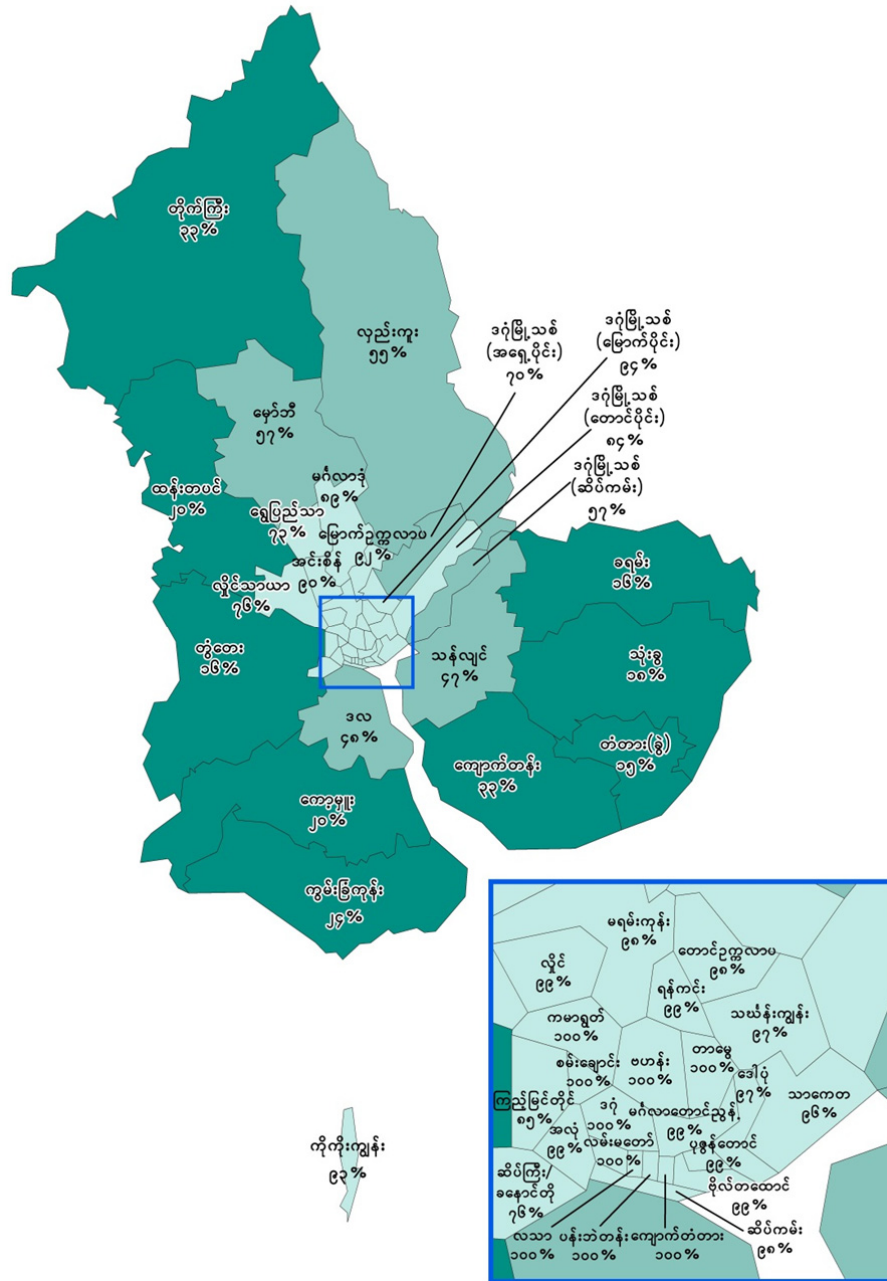 တိုက်ကြီး
၃၃%
လှည်းကူး
၅၅%
ဒဂုံမြို့သစ်
(အရှေ့ပိုင်း)
၇၀%
ဒဂုံမြို့သစ်
(မြောက်ပိုင်း)
၉၄%
ဒဂုံမြို့သစ်
(တောင်ပိုင်း)
၈၄%
ဒဂုံမြို့သစ်
(ဆိပ်ကမ်း)
၅၇%
မှော်ဘီ
၅၇%
မင်္ဂလာဒုံ
၈၉%
ထန်းတပင်
၂၀%
ရွှေပြည်သာ
၇၃%
မြောက်ဥက္ကလာပ
၉၂%
အင်းစိန်
၉၀%
လှိုင်သာယာ
၇၆%
ခရမ်း
၁၆%
တွံတေး
၁၆%
သန်လျင်
၄၇%
သုံးခွ
၁၈%
ဒလ
၄၈%
တံတား(ခွဲ)
၁၅%
ကျောက်တန်း
၃၃%
ကော့မှူး
၂၀%
ကွမ်းခြံကုန်း
၂၄%
ကိုကိုးကျွန်း
၉၃%
မရမ်းကုန်း
၉၈%
တောင်ဥက္ကလာပ
၉၈%
လှိုင်
၉၉%
ရန်ကင်း
၉၉%
သင်္ဃန်းကျွန်း
၉၇%
ကမာရွတ်
၁၀၀%
တာမွေ
၁၀၀%
စမ်းချောင်း
၁၀၀%
ဗဟန်း
၁၀၀%
ဒေါပုံ
၉၇%
သာကေတ
၉၆%
ကြည့်မြင်တိုင်
၈၅%
ဒဂုံ
၁၀၀%
မင်္ဂလာတောင်ညွန့်
၉၉%
အလုံ
၉၉%
လမ်းမတော်
၁၀၀%
ပုဇွန်တောင်
၉၉%
ဆိပ်ကြီး/
ခနောင်တို
၇၆%
ဗိုလ်တထောင်
၉၉%
ဆိပ်ကမ်း
၉၈%
လသာ
၁၀၀%
ပန်းဘဲတန်း
၁၀၀%
ကျောက်တံတား
၁၀၀%